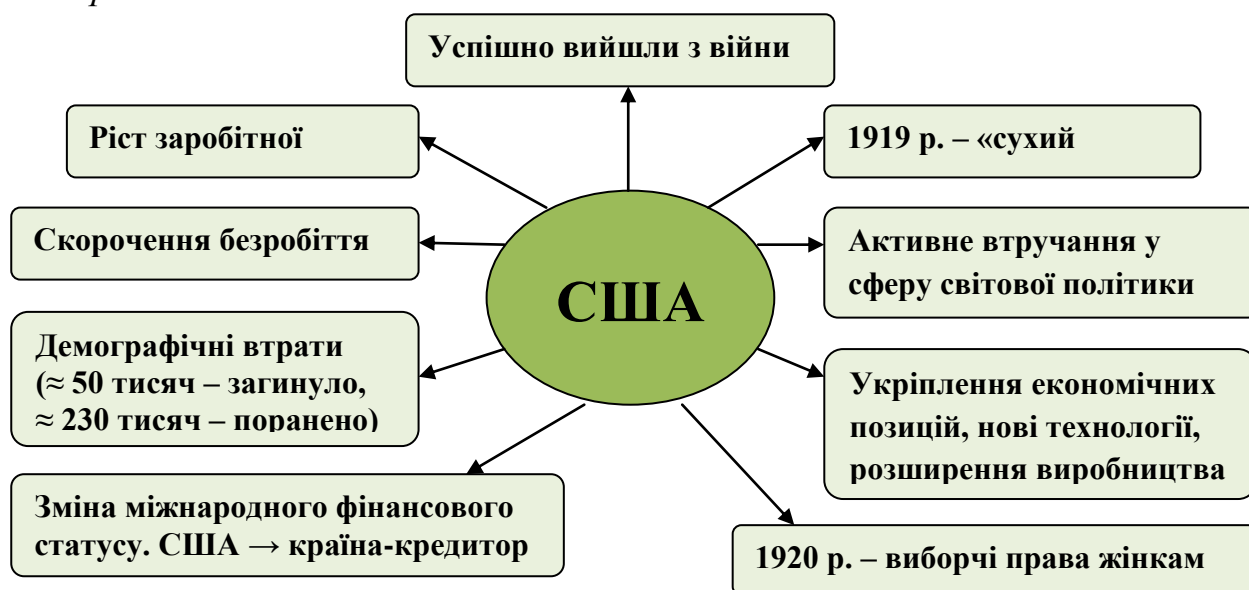 Успішно вийшли з війни
Ріст заробітної
1919 р. – «сухий
Скорочення безробіття
Активне втручання у
сферу світової політики
США
Демографічні втрати
(≈ 50 тисяч – загинуло,
≈ 230 тисяч – поранено)
Укріплення економічних
позицій, нові технології,
розширення виробництва
Зміна міжнародного фінансового
статусу. США → країна-кредитор
1920 р. – виборчі права жінкам